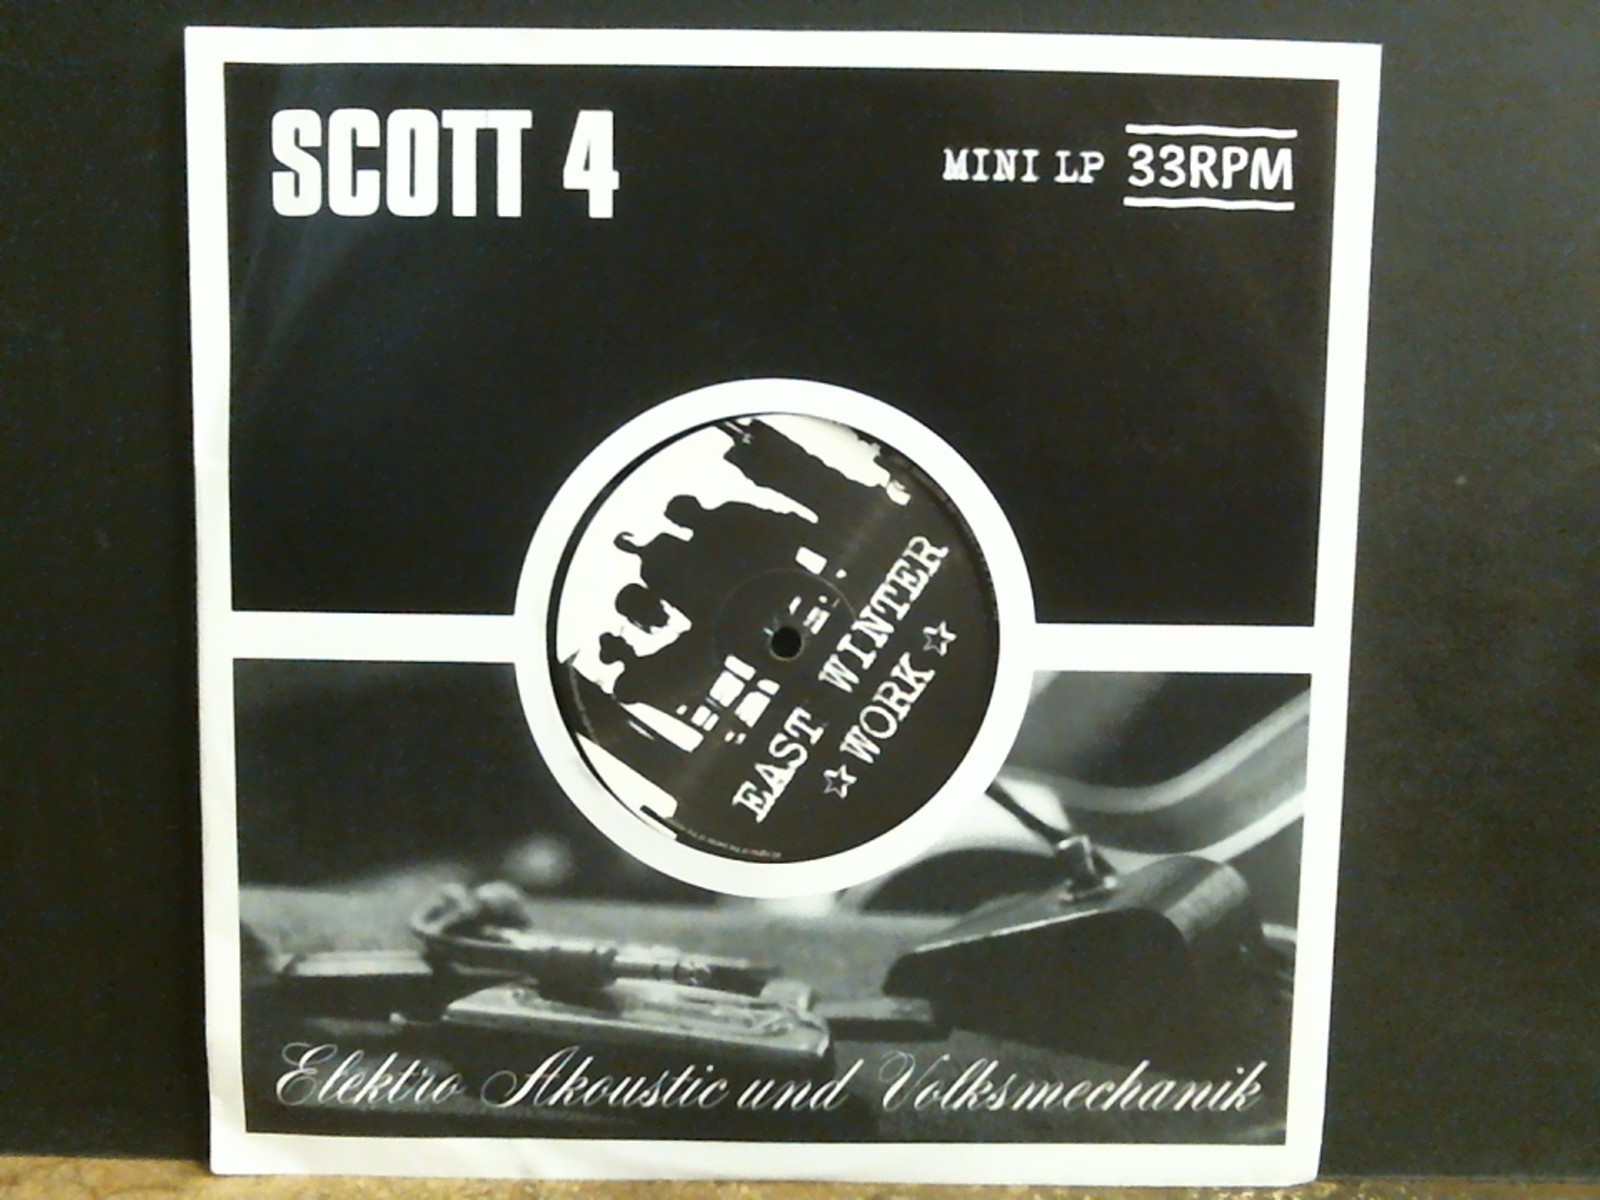 SCOTT 4
MINI LP 33RPM
EAST WINTER
☆ WORK ☆
Elektro Akoustic und Volksmechanik